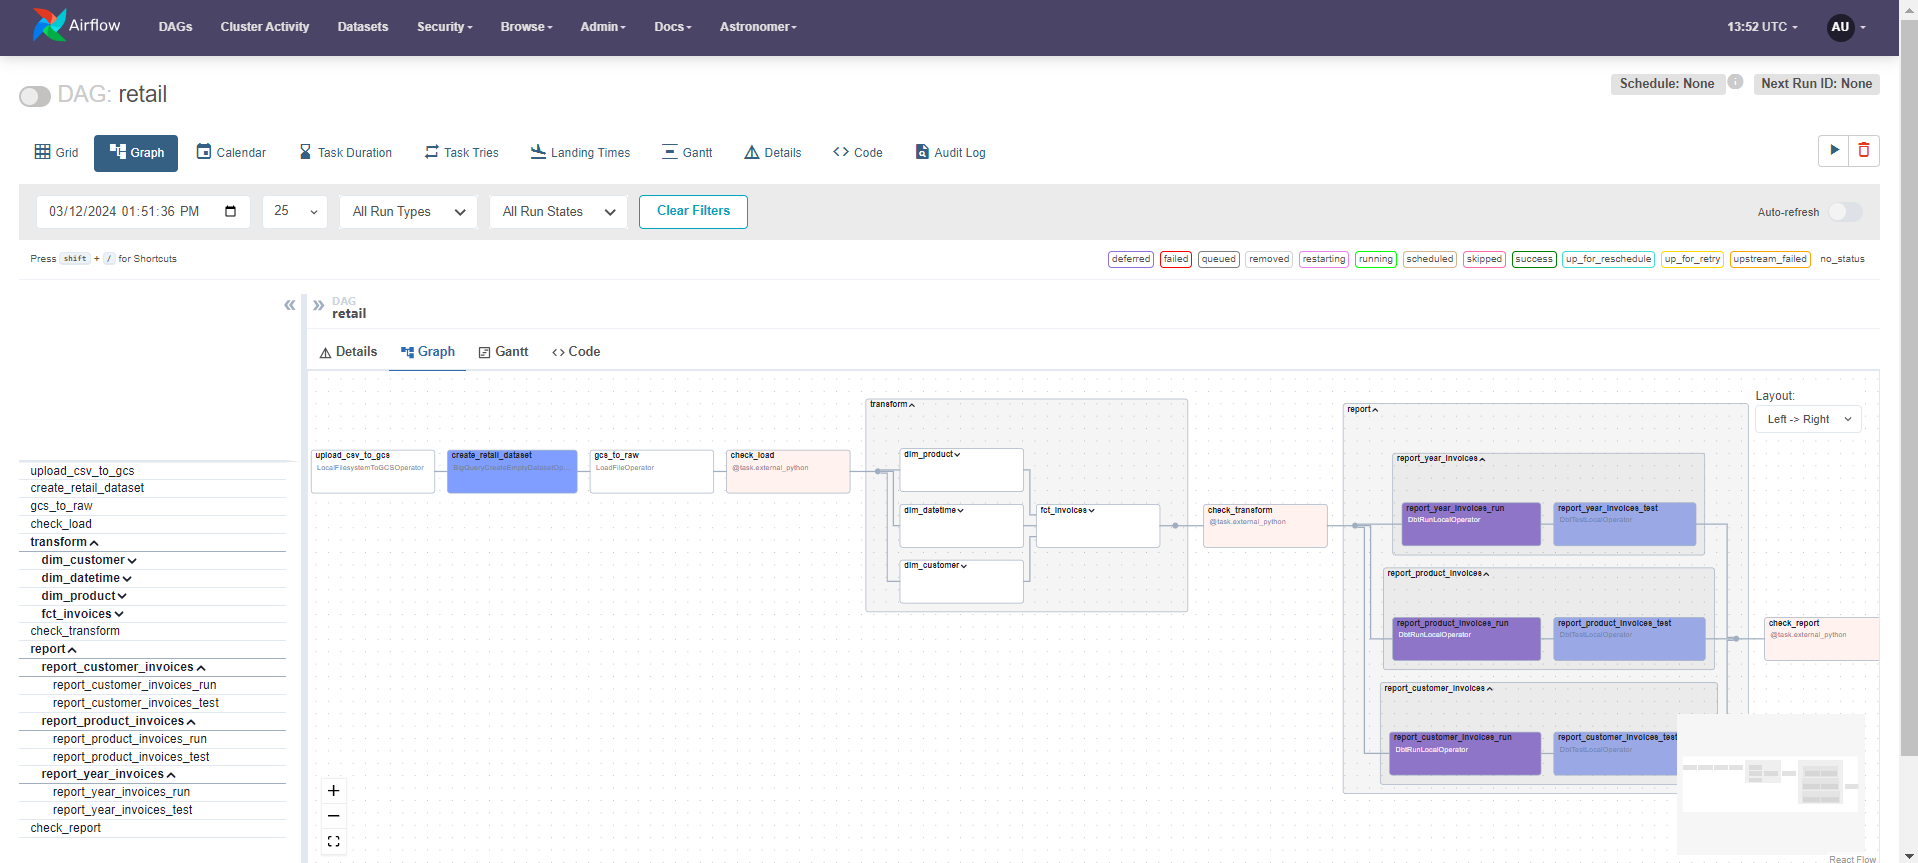 Airflow DAGs Cluster Activity Datasets Security Browse Admin Docs Astronomer 13:52 UTC AU
DAG: retail
Schedule: None Next Run ID: None
Grid Graph Calendar Task Duration Task Tries Landing Times Gantt Details Code Audit Log
03/12/2024 01:51:36 PM 25 All Run Types All Run States Clear Filters Auto-refresh
Press shift + / for Shortcuts
deferred failed queued removed restarting running scheduled skipped success up_for_reschedule up_for_retry upstream_failed no_status
DAG
retail
Details Graph Gantt Code
upload_csv_to_gcs
create_retail_dataset
gcs_to_raw
check_load
transform
dim_customer
dim_datetime
dim_product
fct_invoices
check_transform
report
report_customer_invoices
report_customer_invoices_run
report_customer_invoices_test
report_product_invoices
report_product_invoices_run
report_product_invoices_test
report_year_invoices
report_year_invoices_run
report_year_invoices_test
check_report
upload_csv_to_gcs
LocalFilesystemToGCSOperator
create_retail_dataset
BigQueryCreateEmptyDatasetOp...
gcs_to_raw
LoadFileOperator
check_load
@task.external_python
transform
dim_product
dim_datetime
dim_customer
fct_invoices
check_transform
@task.external_python
report
report_year_invoices
report_year_invoices_run
DbtRunLocalOperator
report_year_invoices_test
DbtTestLocalOperator
report_product_invoices
report_product_invoices_run
DbtRunLocalOperator
report_product_invoices_test
DbtTestLocalOperator
report_customer_invoices
report_customer_invoices_run
DbtRunLocalOperator
report_customer_invoices_test
DbtTestLocalOperator
check_report
@task.external_python
Layout:
Left -> Right
React Flow